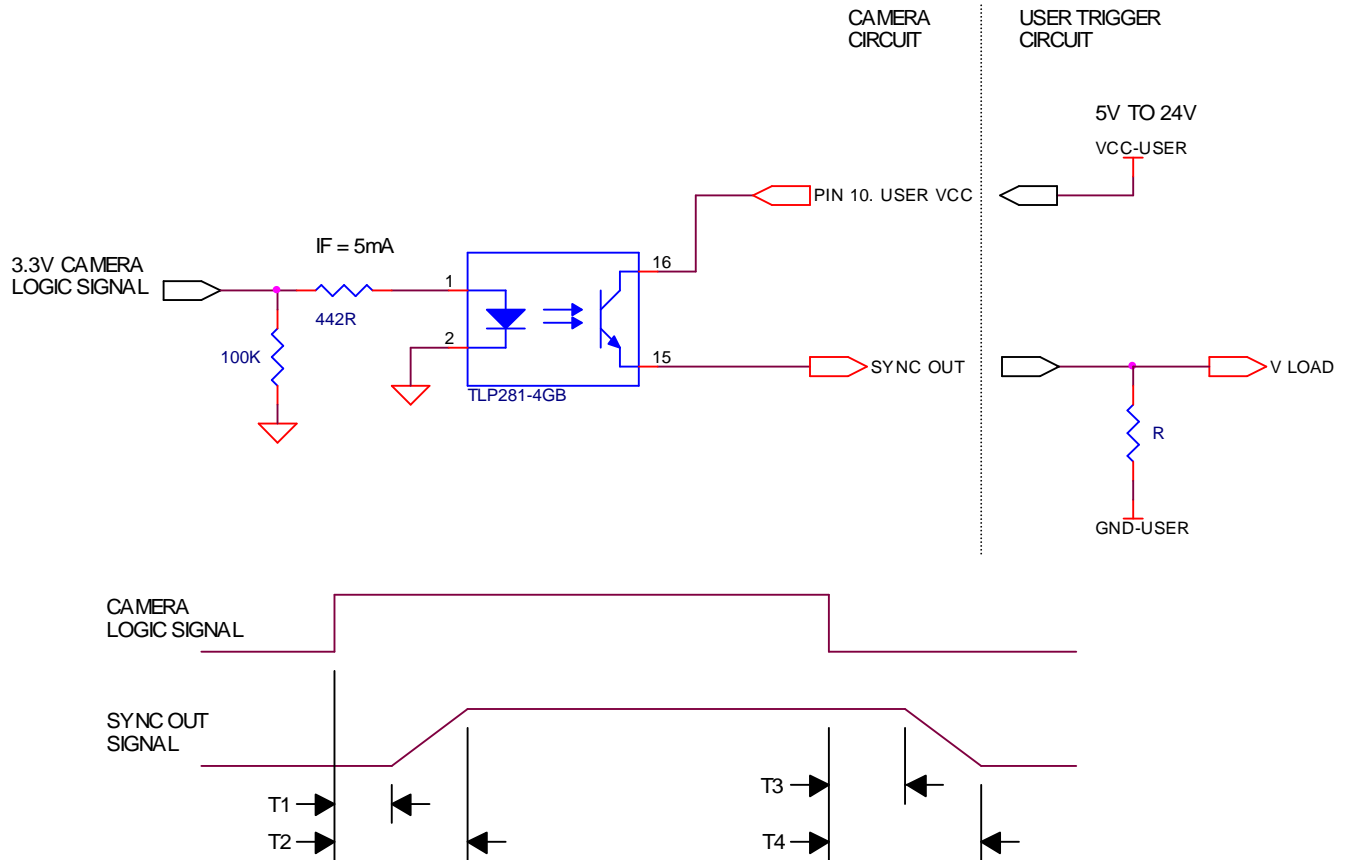 CAMERA
CIRCUIT
USER TRIGGER
CIRCUIT
5V TO 24V
VCC-USER
PIN 10. USER VCC
IF = 5mA
3.3V CAMERA
LOGIC SIGNAL
1
16
442R
2
100K
15
SYNC OUT
V LOAD
TLP281-4GB
R
GND-USER
CAMERA
LOGIC SIGNAL
SYNC OUT
SIGNAL
T1
T3
T2
T4